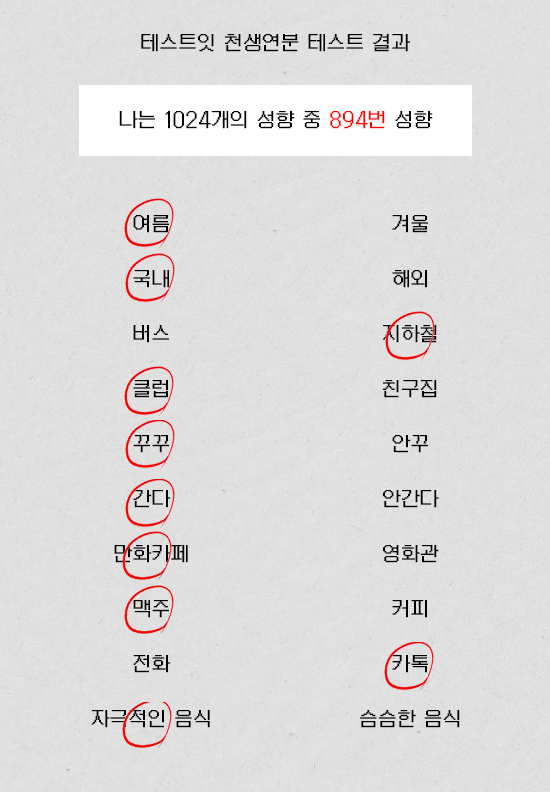 테스트잇 천생연분 테스트 결과
나는 1024개의 성향 중 894번 성향
여름 겨울
국내 해외
버스 지하철
클럽 친구집
꾸꾸 안꾸
간다 안간다
만화카페 영화관
맥주 커피
전화 카톡
자극적인 음식 슴슴한 음식